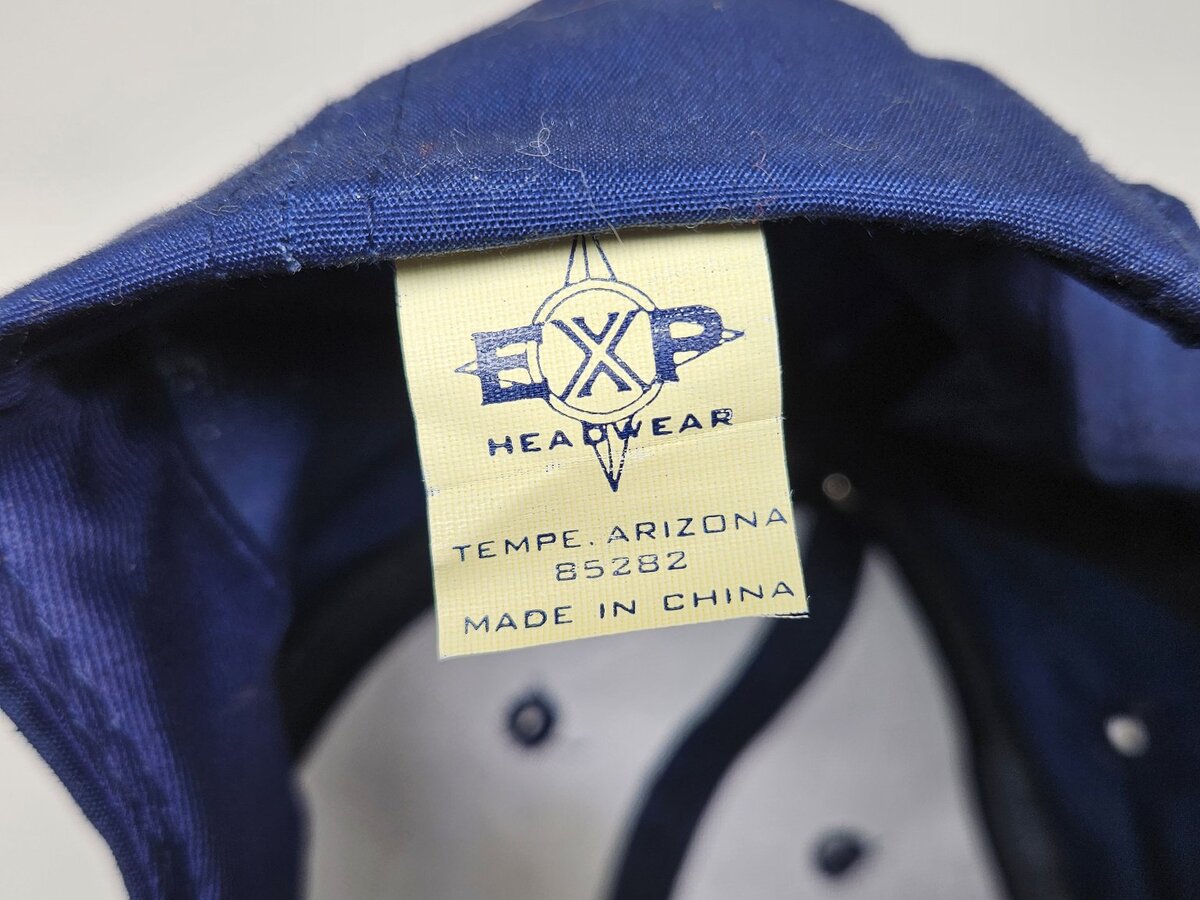 EXP
HEADWEAR
TEMPE. ARIZONA
85282
MADE IN CHINA